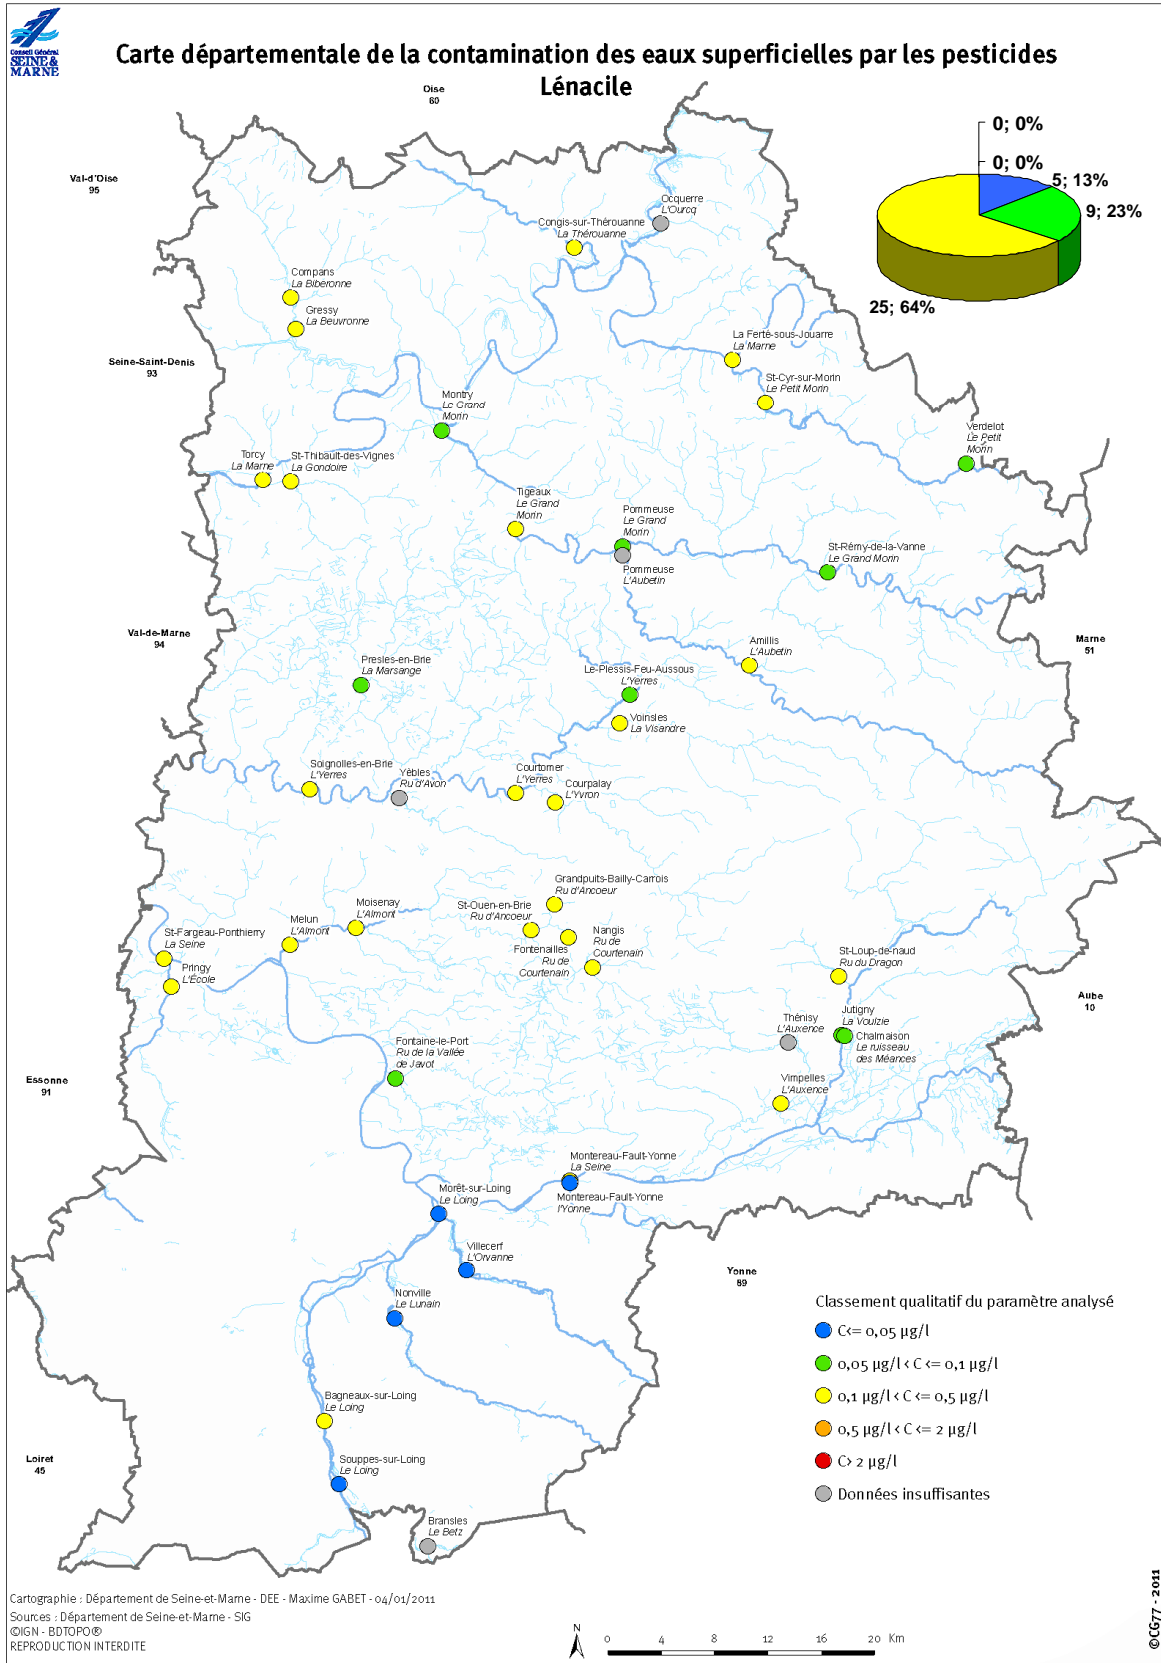 Conseil Général
SEINE &
MARNE
Carte départementale de la contamination des eaux superficielles par les pesticides
Lénacile
Oise
60
0; 0%
0; 0%
5; 13%
9; 23%
25; 64%
Val-d'Oise
95
Ocquerre
L'Ourcq
Congis-sur-Thérouanne
La Thérouanne
Compans
La Biberonne
Gressy
La Beuvronne
La Ferté-sous-Jouarre
La Marne
Seine-Saint-Denis
93
St-Cyr-sur-Morin
Le Petit Morin
Montry
Le Grand
Morin
Verdelot
Le Petit
Morin
Torcy
La Marne
St-Thibault-des-Vignes
La Gondoire
Tigeaux
Le Grand
Morin
Pommeuse
Le Grand
Morin
St-Rémy-de-la-Vanne
Le Grand Morin
Pommeuse
L'Aubetin
Val-de-Marne
94
Marne
51
Amillis
L'Aubetin
Presles-en-Brie
La Marsange
Le-Plessis-Feu-Aussous
L'Yerres
Voinsles
La Visandre
Soignolles-en-Brie
L'Yerres
Yèbles
Ru d'Avon
Courtomer
L'Yerres
Courpalay
L'Yvron
Grandpuits-Bailly-Carrois
Ru d'Ancoeur
St-Ouen-en-Brie
Ru d'Ancoeur
Moisenay
L'Almont
Melun
L'Almont
St-Fargeau-Ponthierry
La Seine
Pringy
L'École
Nangis
Ru de
Courtenain
Fontenailles
Ru de
Courtenain
St-Loup-de-naud
Ru du Dragon
Aube
10
Thénisy
L'Auxence
Jutigny
La Voulzie
Chalmaison
Le ruisseau
des Méances
Fontaine-le-Port
Ru de la Vallée
de Javot
Essonne
91
Vimpelles
L'Auxence
Montereau-Fault-Yonne
La Seine
Montereau-Fault-Yonne
l'Yonne
Morêt-sur-Loing
Le Loing
Villecerf
L'Orvanne
Yonne
89
Nonville
Le Lunain
Classement qualitatif du paramètre analysé
C<= 0,05 µg/l
0,05 µg/l < C <= 0,1 µg/l
0,1 µg/l < C <= 0,5 µg/l
0,5 µg/l < C <= 2 µg/l
C> 2 µg/l
Données insuffisantes
Bagneaux-sur-Loing
Le Loing
Loiret
45
Souppes-sur-Loing
Le Loing
Bransles
Le Betz
Cartographie : Département de Seine-et-Marne - DEE - Maxime GABET - 04/01/2011
Sources : Département de Seine-et-Marne - SIG
©IGN - BDTOPO®
REPRODUCTION INTERDITE
N
0 4 8 12 16 20 Km
©CG77 - 2011